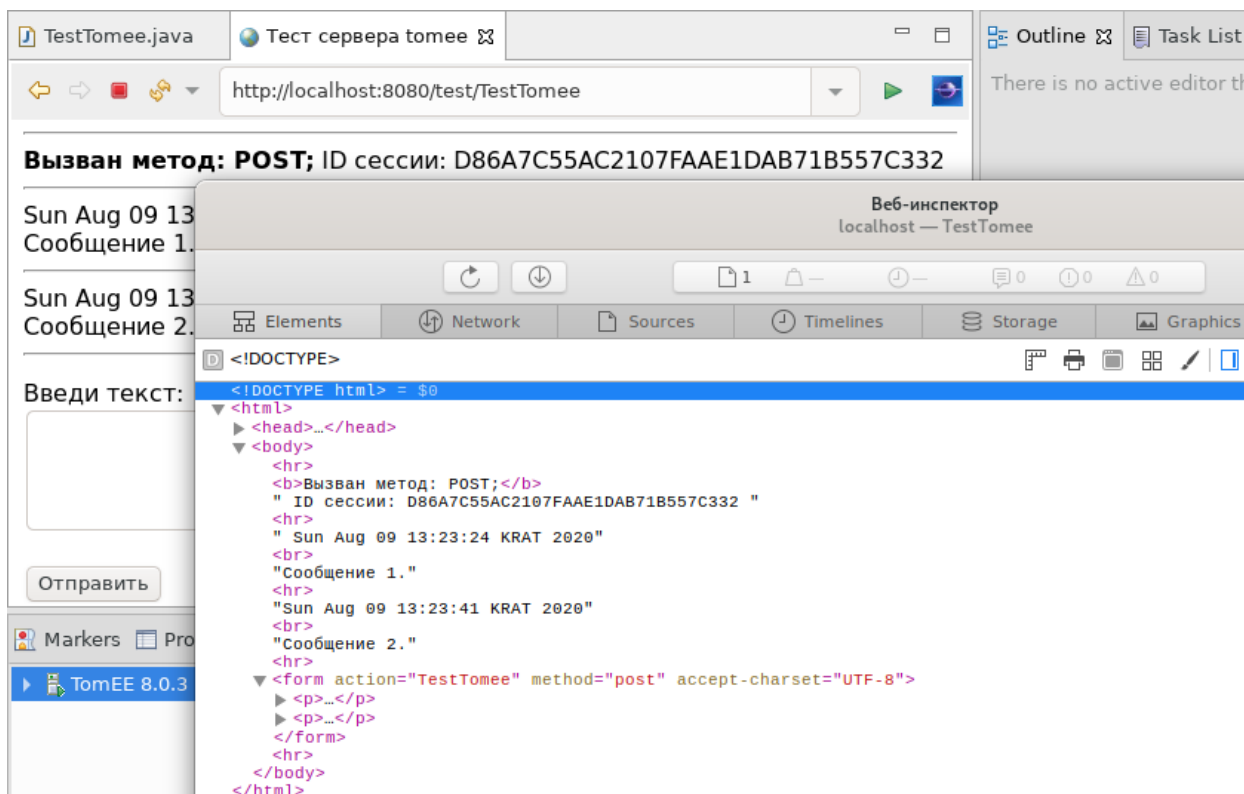 TestTomee.java
Тест сервера tomee
Outline
Task List
http://localhost:8080/test/TestTomee
There is no active editor
Вызван метод: POST; ID сессии: D86A7C55AC2107FAAE1DAB71B557C332
Sun Aug 09 13
Сообщение 1.
Sun Aug 09 13
Сообщение 2.
Введи текст:
Отправить
Markers
Pro
TomEE 8.0.3
Веб-инспектор
localhost — TestTomee
1 — — 0 0 0
Elements
Network
Sources
Timelines
Storage
Graphics
D <!DOCTYPE>
<!DOCTYPE html> = $0
<html>
<head>…</head>
<body>
<hr>
<b>Вызван метод: POST;</b>
" ID сессии: D86A7C55AC2107FAAE1DAB71B557C332 "
<hr>
" Sun Aug 09 13:23:24 KRAT 2020"
<br>
"Сообщение 1."
<hr>
"Sun Aug 09 13:23:41 KRAT 2020"
<br>
"Сообщение 2."
<hr>
<form action="TestTomee" method="post" accept-charset="UTF-8">
<p>…</p>
<p>…</p>
</form>
<hr>
</body>
</html>